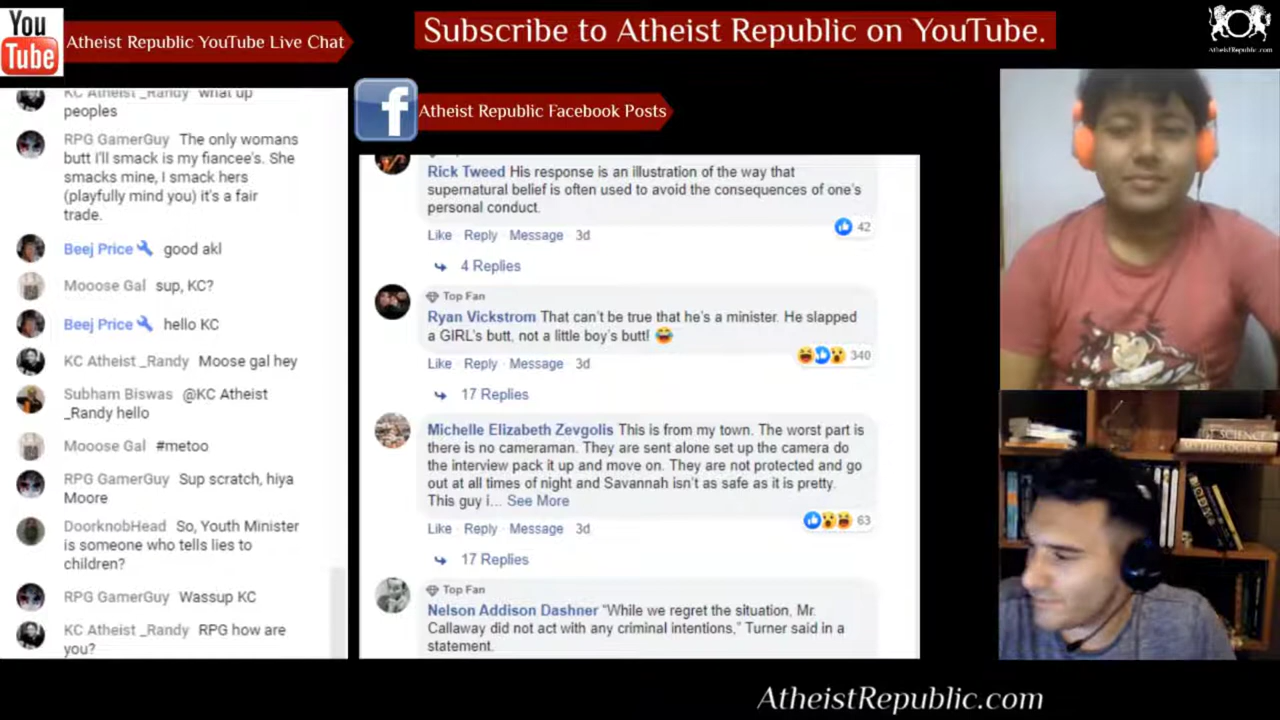 You
Tube
Atheist Republic YouTube Live Chat
Subscribe to Atheist Republic on YouTube.
AtheistRepublic.com
KC Atheist _Randy what up
peoples
RPG GamerGuy The only womans
butt I'll smack is my fiancee's. She
smacks mine, I smack hers
(playfully mind you) it's a fair
trade.
Beej Price good akl
Mooose Gal sup, KC?
Beej Price hello KC
KC Atheist _Randy Moose gal hey
Subham Biswas @KC Atheist
_Randy hello
Mooose Gal #metoo
RPG GamerGuy Sup scratch, hiya
Moore
DoorknobHead So, Youth Minister
is someone who tells lies to
children?
RPG GamerGuy Wassup KC
KC Atheist _Randy RPG how are
you?
f
Atheist Republic Facebook Posts
Rick Tweed His response is an illustration of the way that
supernatural belief is often used to avoid the consequences of one's
personal conduct.
42
Like · Reply · Message · 3d
4 Replies
Top Fan
Ryan Vickstrom That can't be true that he's a minister. He slapped
a GIRL's butt, not a little boy's butt! 😂
340
Like · Reply · Message · 3d
17 Replies
Michelle Elizabeth Zevgolis This is from my town. The worst part is
there is no cameraman. They are sent alone set up the camera do
the interview pack it up and move on. They are not protected and go
out at all times of night and Savannah isn't as safe as it is pretty.
This guy i... See More
63
Like · Reply · Message · 3d
17 Replies
Top Fan
Nelson Addison Dashner "While we regret the situation, Mr.
Callaway did not act with any criminal intentions," Turner said in a
statement.
SCIENCE
AtheistRepublic.com